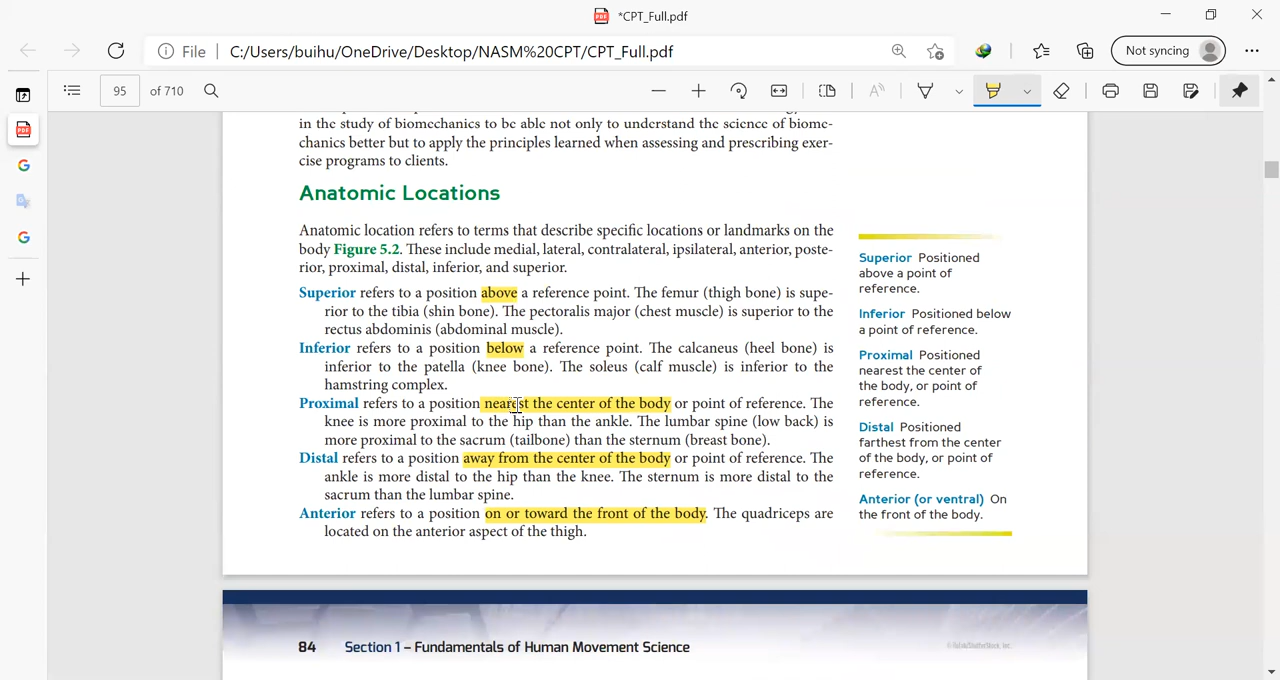 *CPT_Full.pdf
File
C:/Users/buihu/OneDrive/Desktop/NASM%20CPT/CPT_Full.pdf
Not syncing
95 of 710
in the study of biomechanics to be able not only to understand the science of biome-
chanics better but to apply the principles learned when assessing and prescribing exer-
cise programs to clients.
Anatomic Locations
Anatomic location refers to terms that describe specific locations or landmarks on the
body Figure 5.2. These include medial, lateral, contralateral, ipsilateral, anterior, poste-
rior, proximal, distal, inferior, and superior.
Superior refers to a position above a reference point. The femur (thigh bone) is supe-
rior to the tibia (shin bone). The pectoralis major (chest muscle) is superior to the
rectus abdominis (abdominal muscle).
Inferior refers to a position below a reference point. The calcaneus (heel bone) is
inferior to the patella (knee bone). The soleus (calf muscle) is inferior to the
hamstring complex.
Proximal refers to a position nearest the center of the body or point of reference. The
knee is more proximal to the hip than the ankle. The lumbar spine (low back) is
more proximal to the sacrum (tailbone) than the sternum (breast bone).
Distal refers to a position away from the center of the body or point of reference. The
ankle is more distal to the hip than the knee. The sternum is more distal to the
sacrum than the lumbar spine.
Anterior refers to a position on or toward the front of the body. The quadriceps are
located on the anterior aspect of the thigh.
Superior Positioned
above a point of
reference.
Inferior Positioned below
a point of reference.
Proximal Positioned
nearest the center of
the body, or point of
reference.
Distal Positioned
farthest from the center
of the body, or point of
reference.
Anterior (or ventral) On
the front of the body.
84 Section 1 – Fundamentals of Human Movement Science